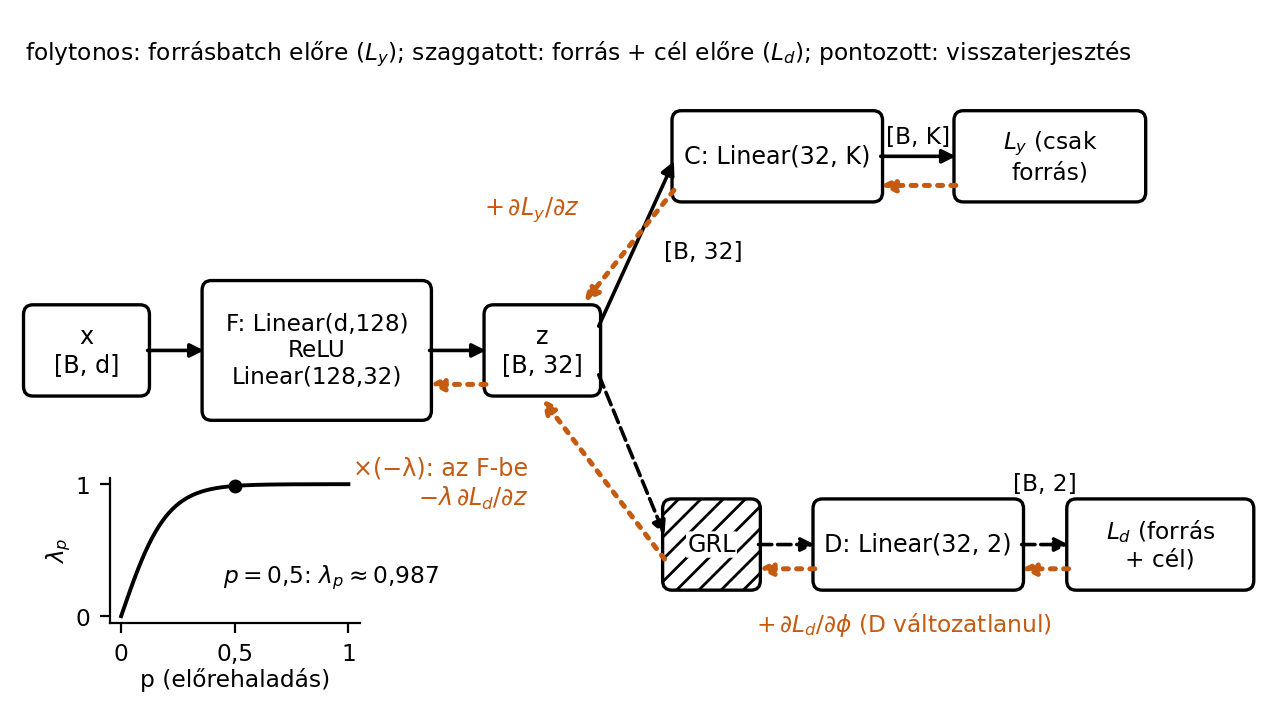 folytonos: forrásbatch előre (L_y); szaggatott: forrás + cél előre (L_d); pontozott: visszaterjesztés
C: Linear(32, K)
[B, K]
L_y (csak
forrás)
+ ∂L_y/∂z
[B, 32]
x
[B, d]
F: Linear(d,128)
ReLU
Linear(128,32)
z
[B, 32]
×(−λ): az F-be
−λ ∂L_d/∂z
[B, 2]
GRL
D: Linear(32, 2)
L_d (forrás
+ cél)
+ ∂L_d/∂ϕ (D változatlanul)
1
λ_p
p = 0,5: λ_p ≈ 0,987
0
0 0,5 1
p (előrehaladás)